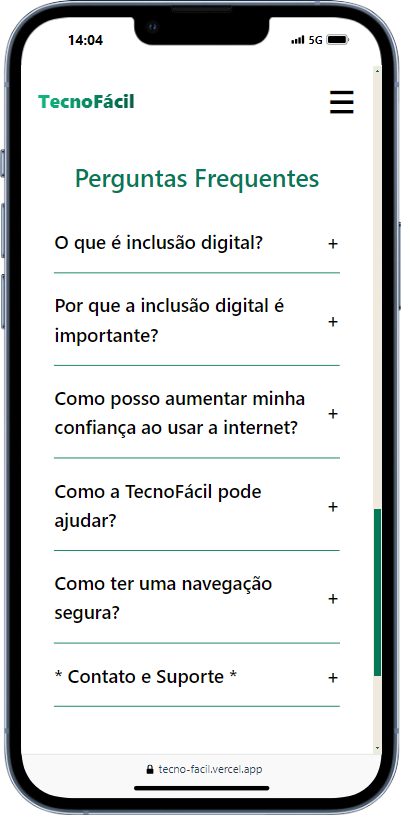 14:04
5G
TecnoFácil
Perguntas Frequentes
O que é inclusão digital?
+
Por que a inclusão digital é
importante?
+
Como posso aumentar minha
confiança ao usar a internet?
+
Como a TecnoFácil pode
ajudar?
+
Como ter uma navegação
segura?
+
* Contato e Suporte *
+
tecno-facil.vercel.app